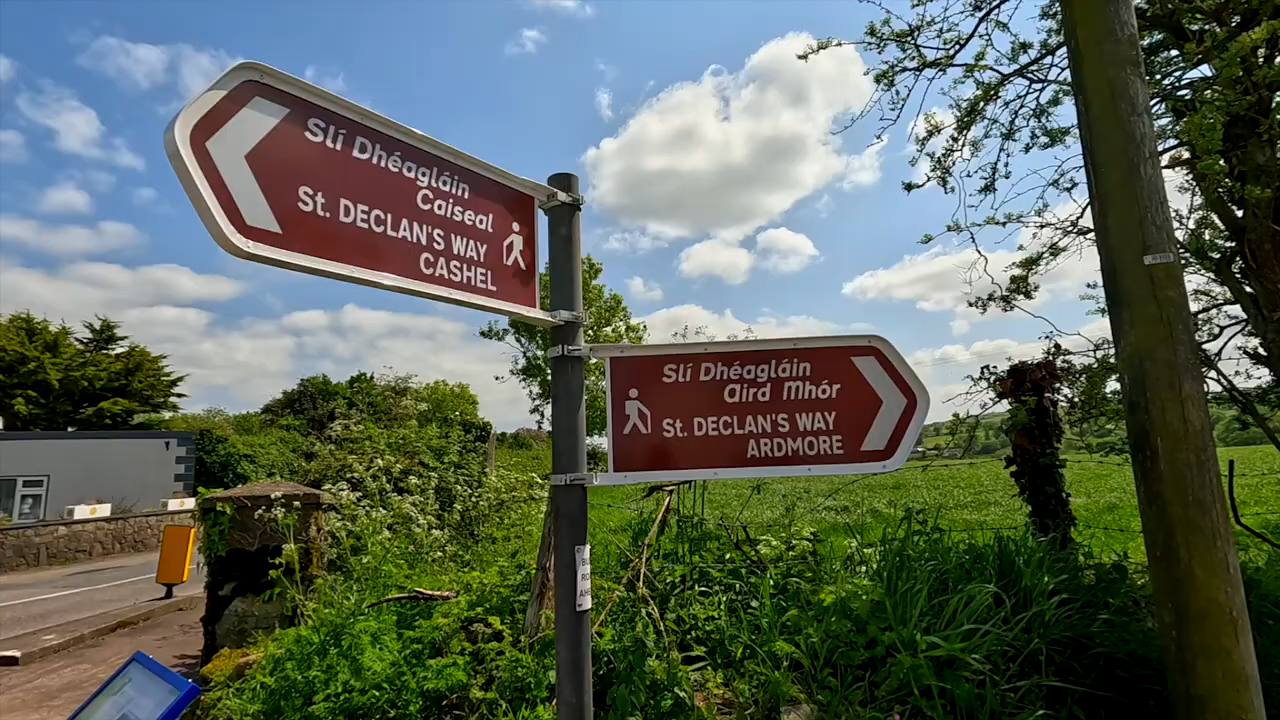 Slí Dhéagláin
Caiseal
St. DECLAN'S WAY
CASHEL
Slí Dhéagláin
Aird Mhór
St. DECLAN'S WAY
ARDMORE